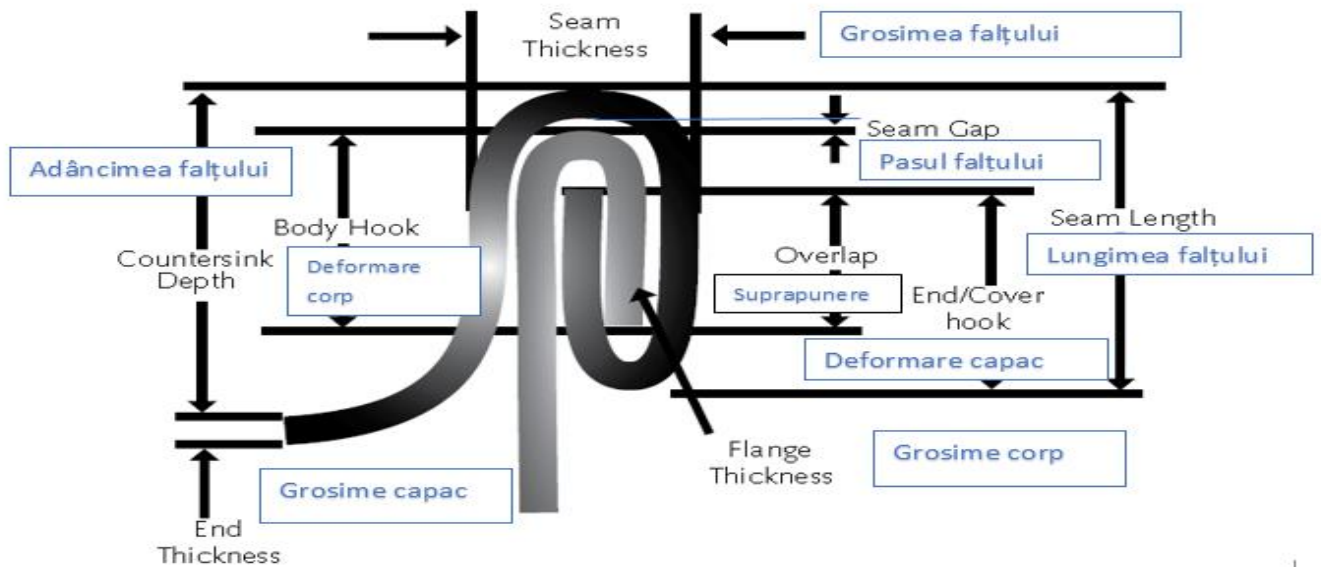 Seam
Thickness
Grosimea falțului
Seam Gap
Pasul falțului
Adâncimea falțului
Body Hook
Countersink
Depth
Deformare
corp
Overlap
Suprapunere
Seam Length
Lungimea falțului
End/Cover
hook
Deformare capac
Flange
Thickness
Grosime corp
Grosime capac
End
Thickness